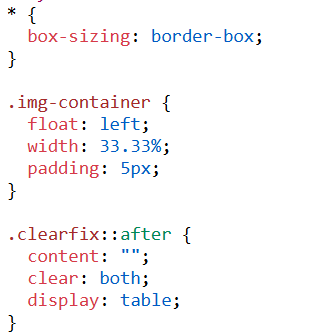 * {
  box-sizing: border-box;
}

.img-container {
  float: left;
  width: 33.33%;
  padding: 5px;
}

.clearfix::after {
  content: "";
  clear: both;
  display: table;
}